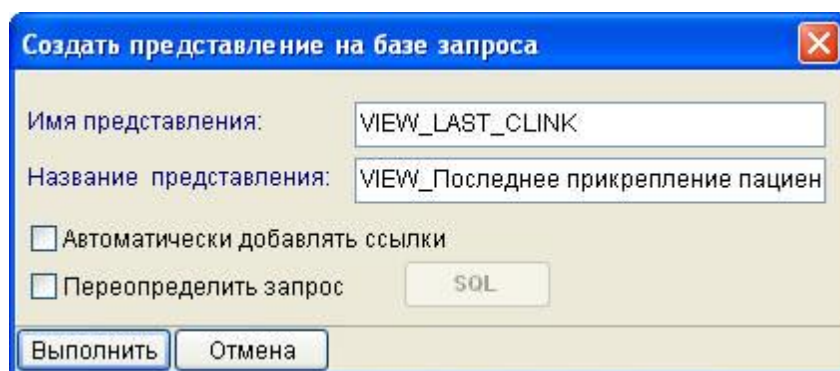 Создать представление на базе запроса
Имя представления: VIEW_LAST_CLINK
Название представления: VIEW_Последнее прикрепление пациен
Автоматически добавлять ссылки
Переопределить запрос SQL
Выполнить Отмена